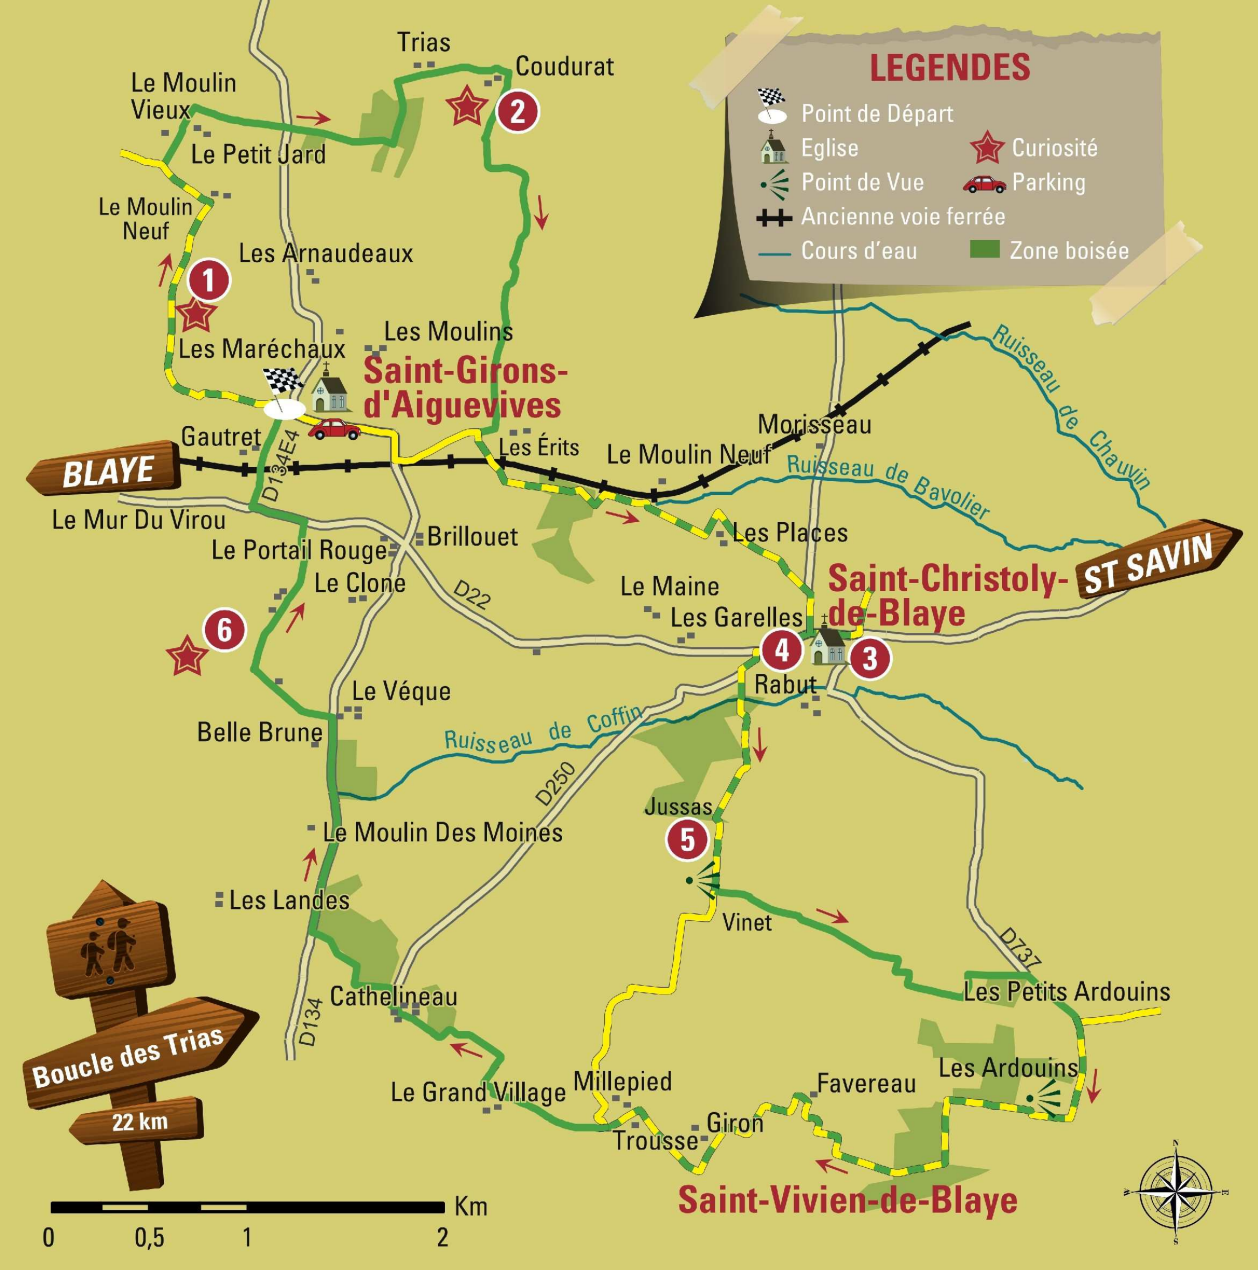 LEGENDES
Point de Départ
Eglise
Curiosité
Point de Vue
Parking
Ancienne voie ferrée
Cours d'eau
Zone boisée
Trias
Coudurat
Le Moulin
Vieux
2
Le Petit Jard
Le Moulin
Neuf
Les Arnaudeaux
1
Les Moulins
Les Maréchaux
Saint-Girons-
d'Aiguevives
Ruisseau de Chauvin
Morisseau
Gautret
Les Érits
Le Moulin Neuf
BLAYE
D134E4
Ruisseau de Bavolier
Le Mur Du Virou
Les Places
Brillouet
Le Portail Rouge
ST SAVIN
Le Clone
D22
Le Maine
Saint-Christoly-
de-Blaye
Les Garelles
6
4
3
Rabut
Le Véque
Belle Brune
Ruisseau de Coffin
D250
Jussas
5
Le Moulin Des Moines
Les Landes
Vinet
D737
Cathelineau
Les Petits Ardouins
D134
Boucle des Trias
22 km
Le Grand Village
Millepied
Favereau
Les Ardouins
Trousse
Giron
Saint-Vivien-de-Blaye
Km
0 0,5 1 2
N
S